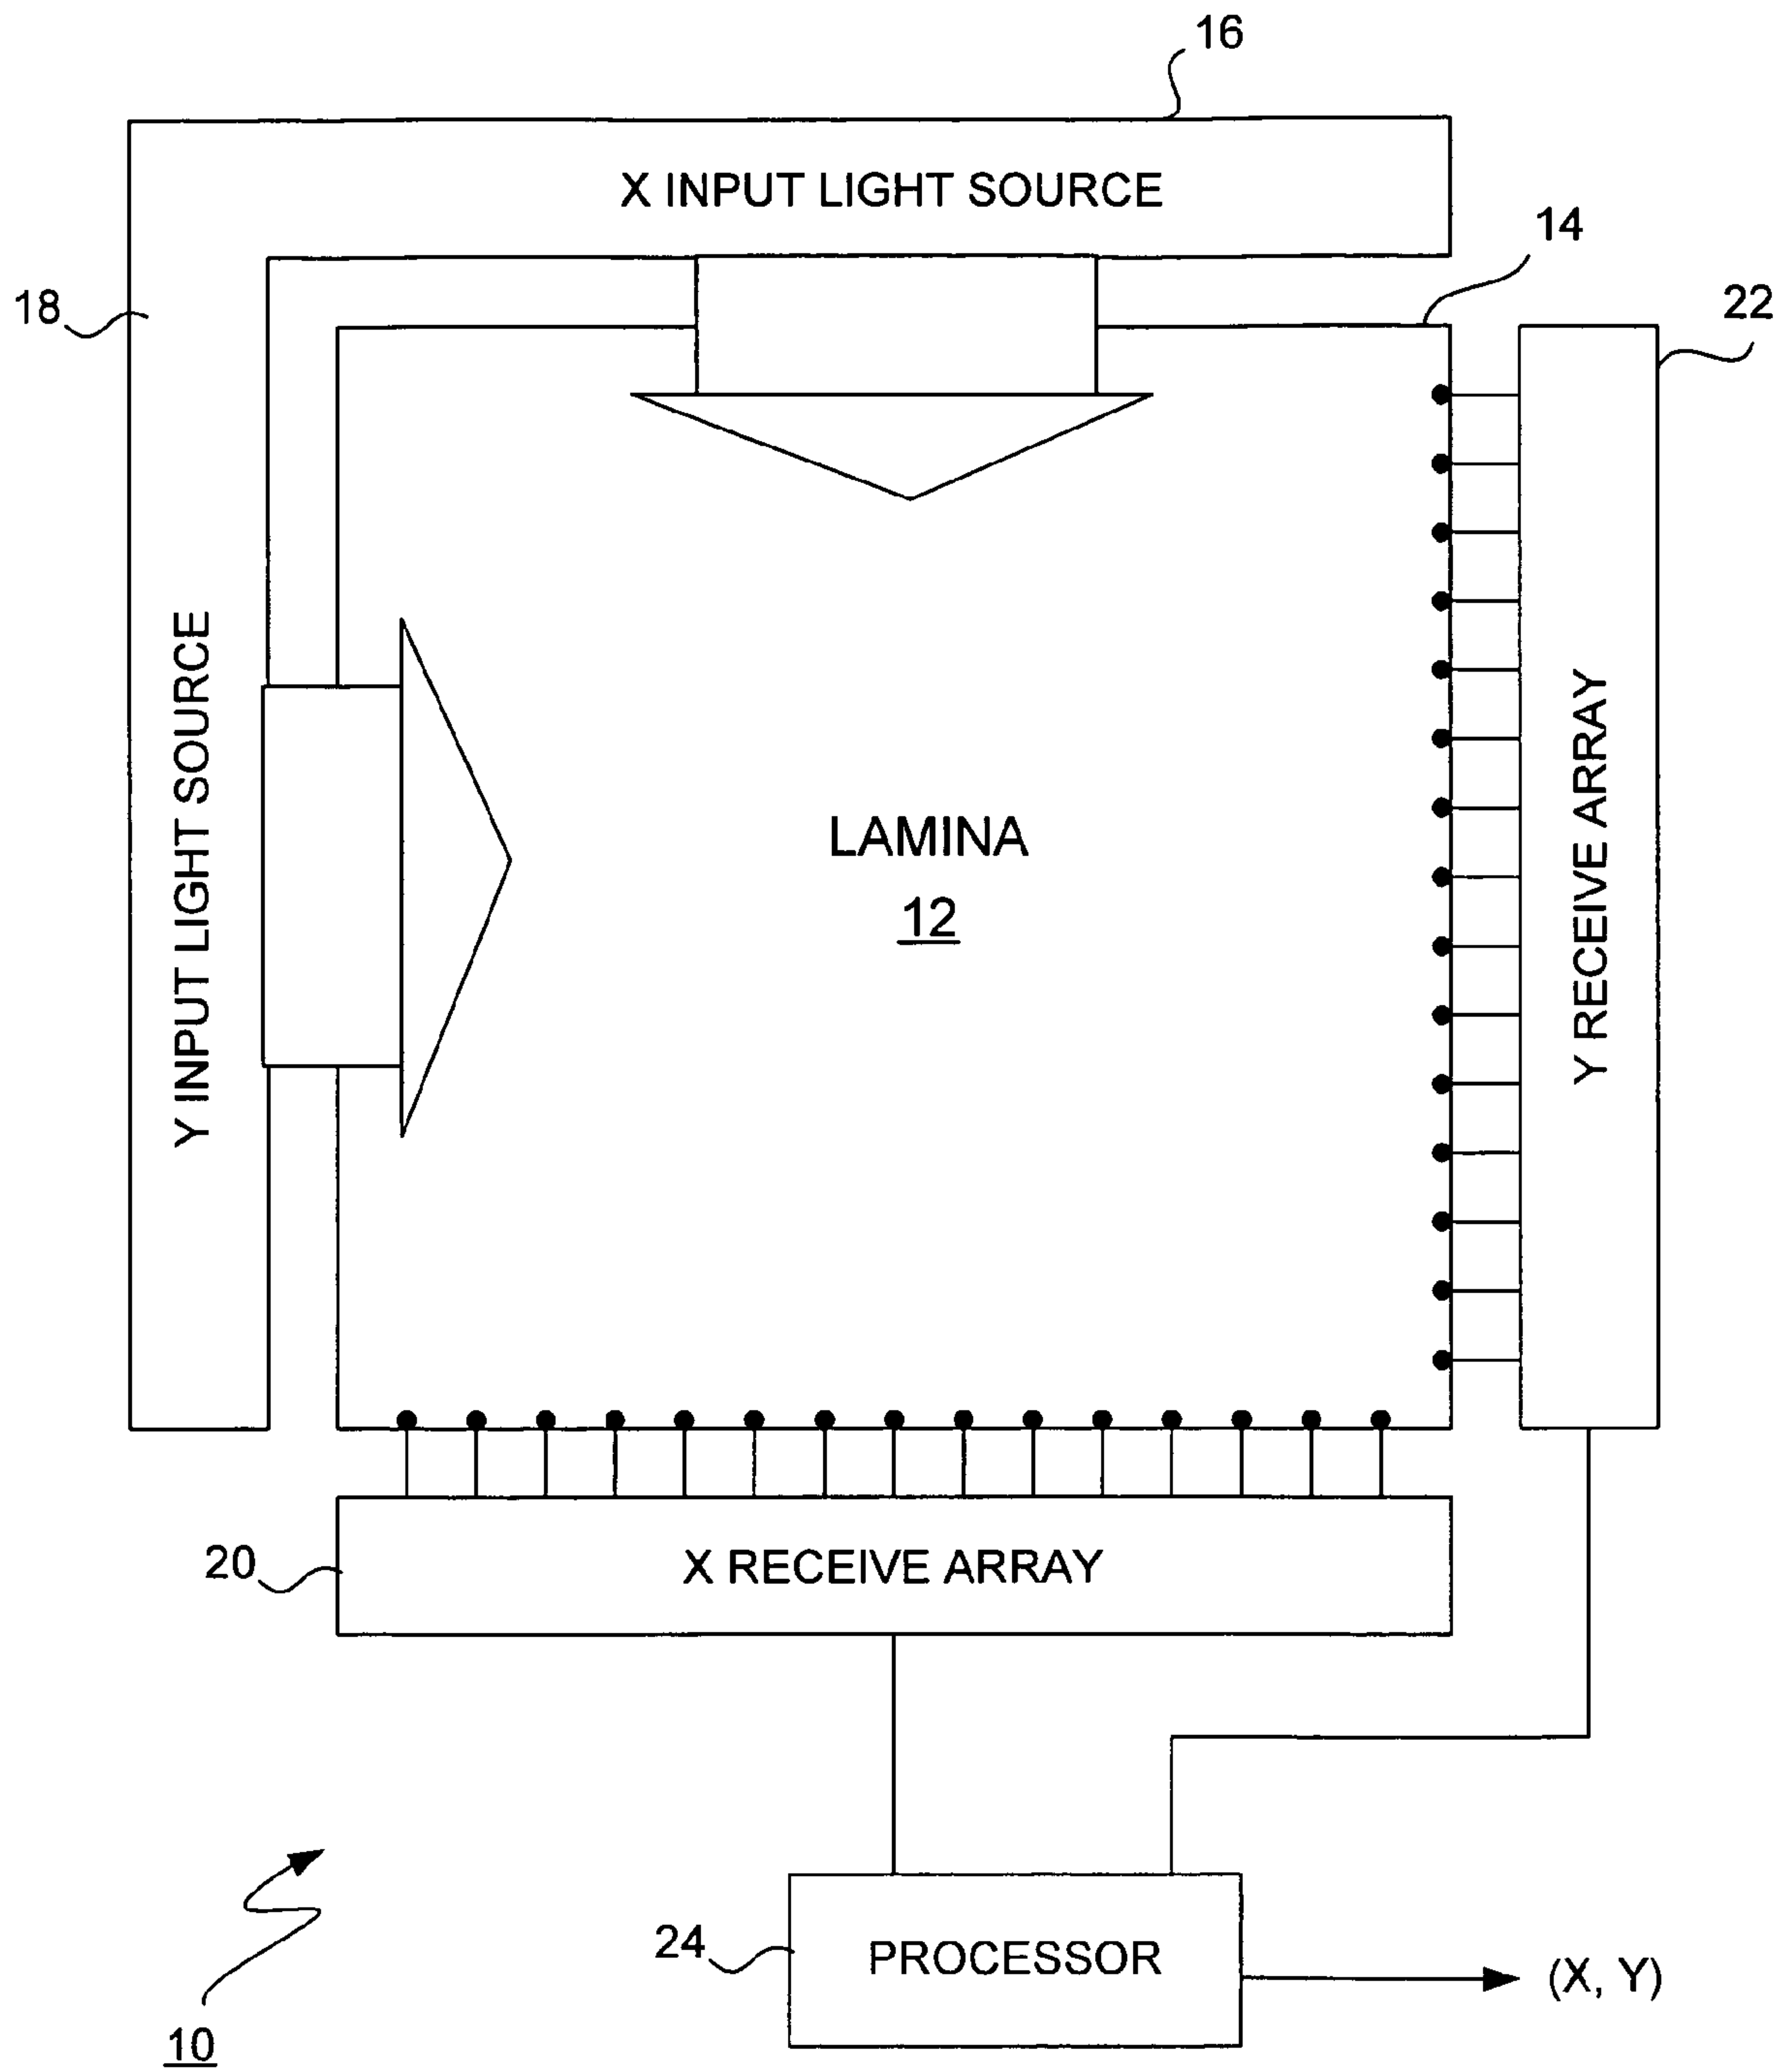 16
X INPUT LIGHT SOURCE
14
18
22
Y INPUT LIGHT SOURCE
LAMINA
12
Y RECEIVE ARRAY
20
X RECEIVE ARRAY
24
PROCESSOR
(X, Y)
10